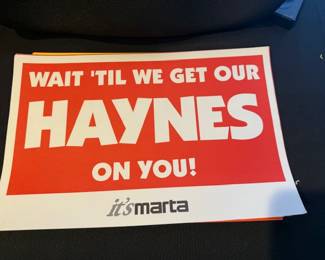 WAIT 'TIL WE GET OUR
HAYNES
ON YOU!
it's marta